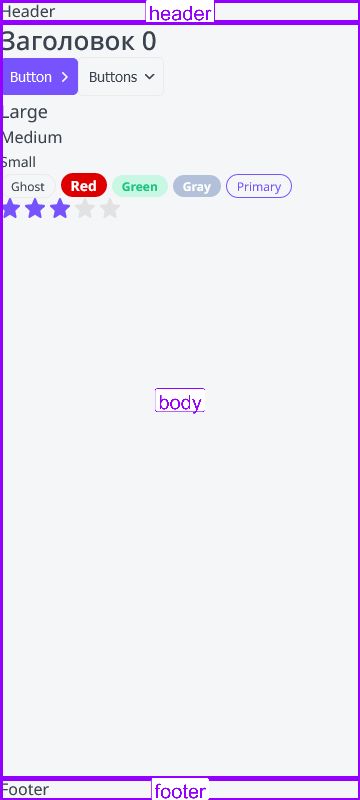 Header header
Заголовок 0
Button Buttons
Large
Medium
Small
Ghost Red Green Gray Primary
body
Footer footer